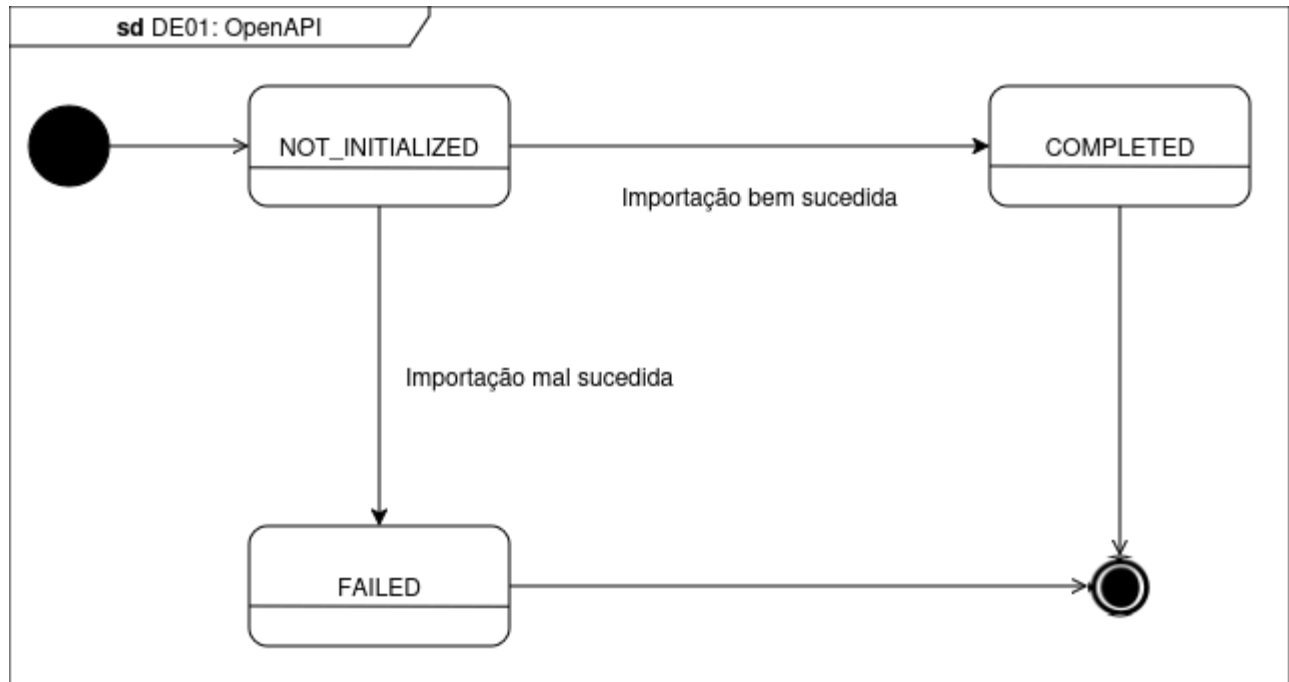 sd DE01: OpenAPI
NOT_INITIALIZED
COMPLETED
Importação bem sucedida
Importação mal sucedida
FAILED